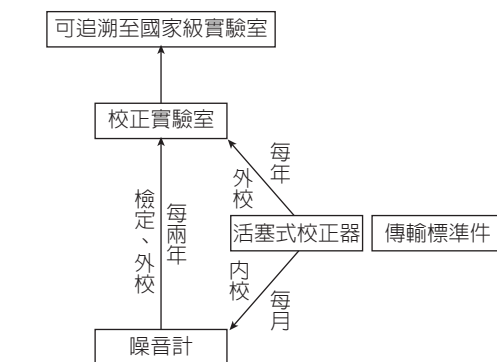 可追溯至國家級實驗室
校正實驗室
每年
外校
檢定、外校
每兩年
活塞式校正器
傳輸標準件
內校
每月
噪音計